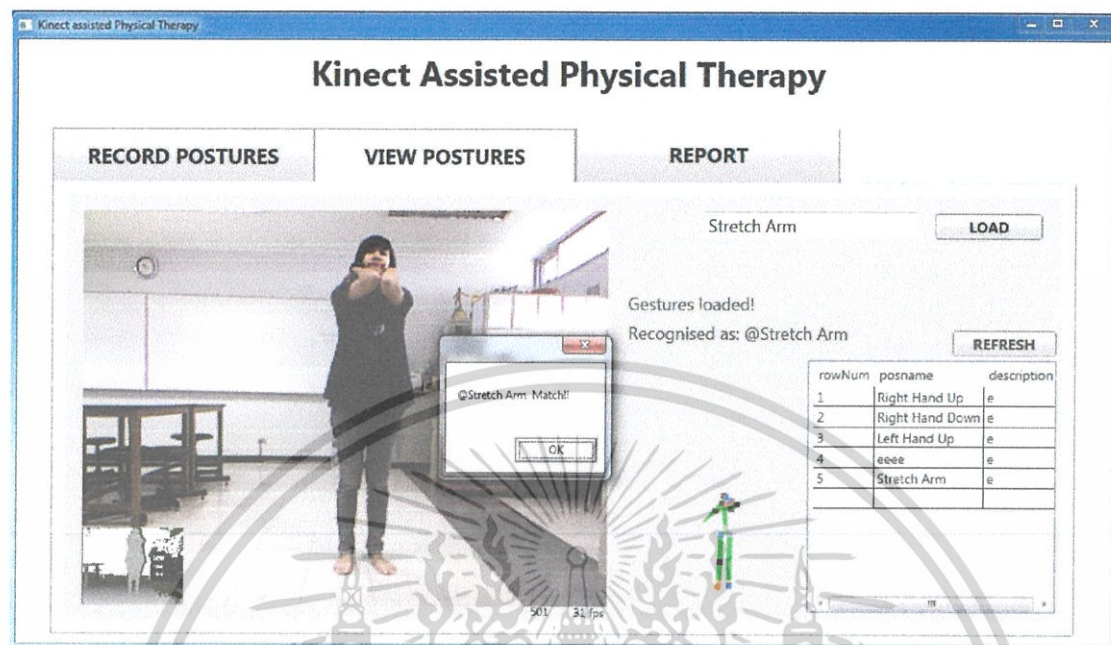 Kinect assisted Physical Therapy
Kinect Assisted Physical Therapy
RECORD POSTURES VIEW POSTURES REPORT
Stretch Arm LOAD
Gestures loaded!
Recognised as: @Stretch Arm
REFRESH
@Stretch Arm Match!!
OK
rowNum posname description
1 Right Hand Up e
2 Right Hand Down e
3 Left Hand Up e
4 eeee e
5 Stretch Arm e
501 31 fps